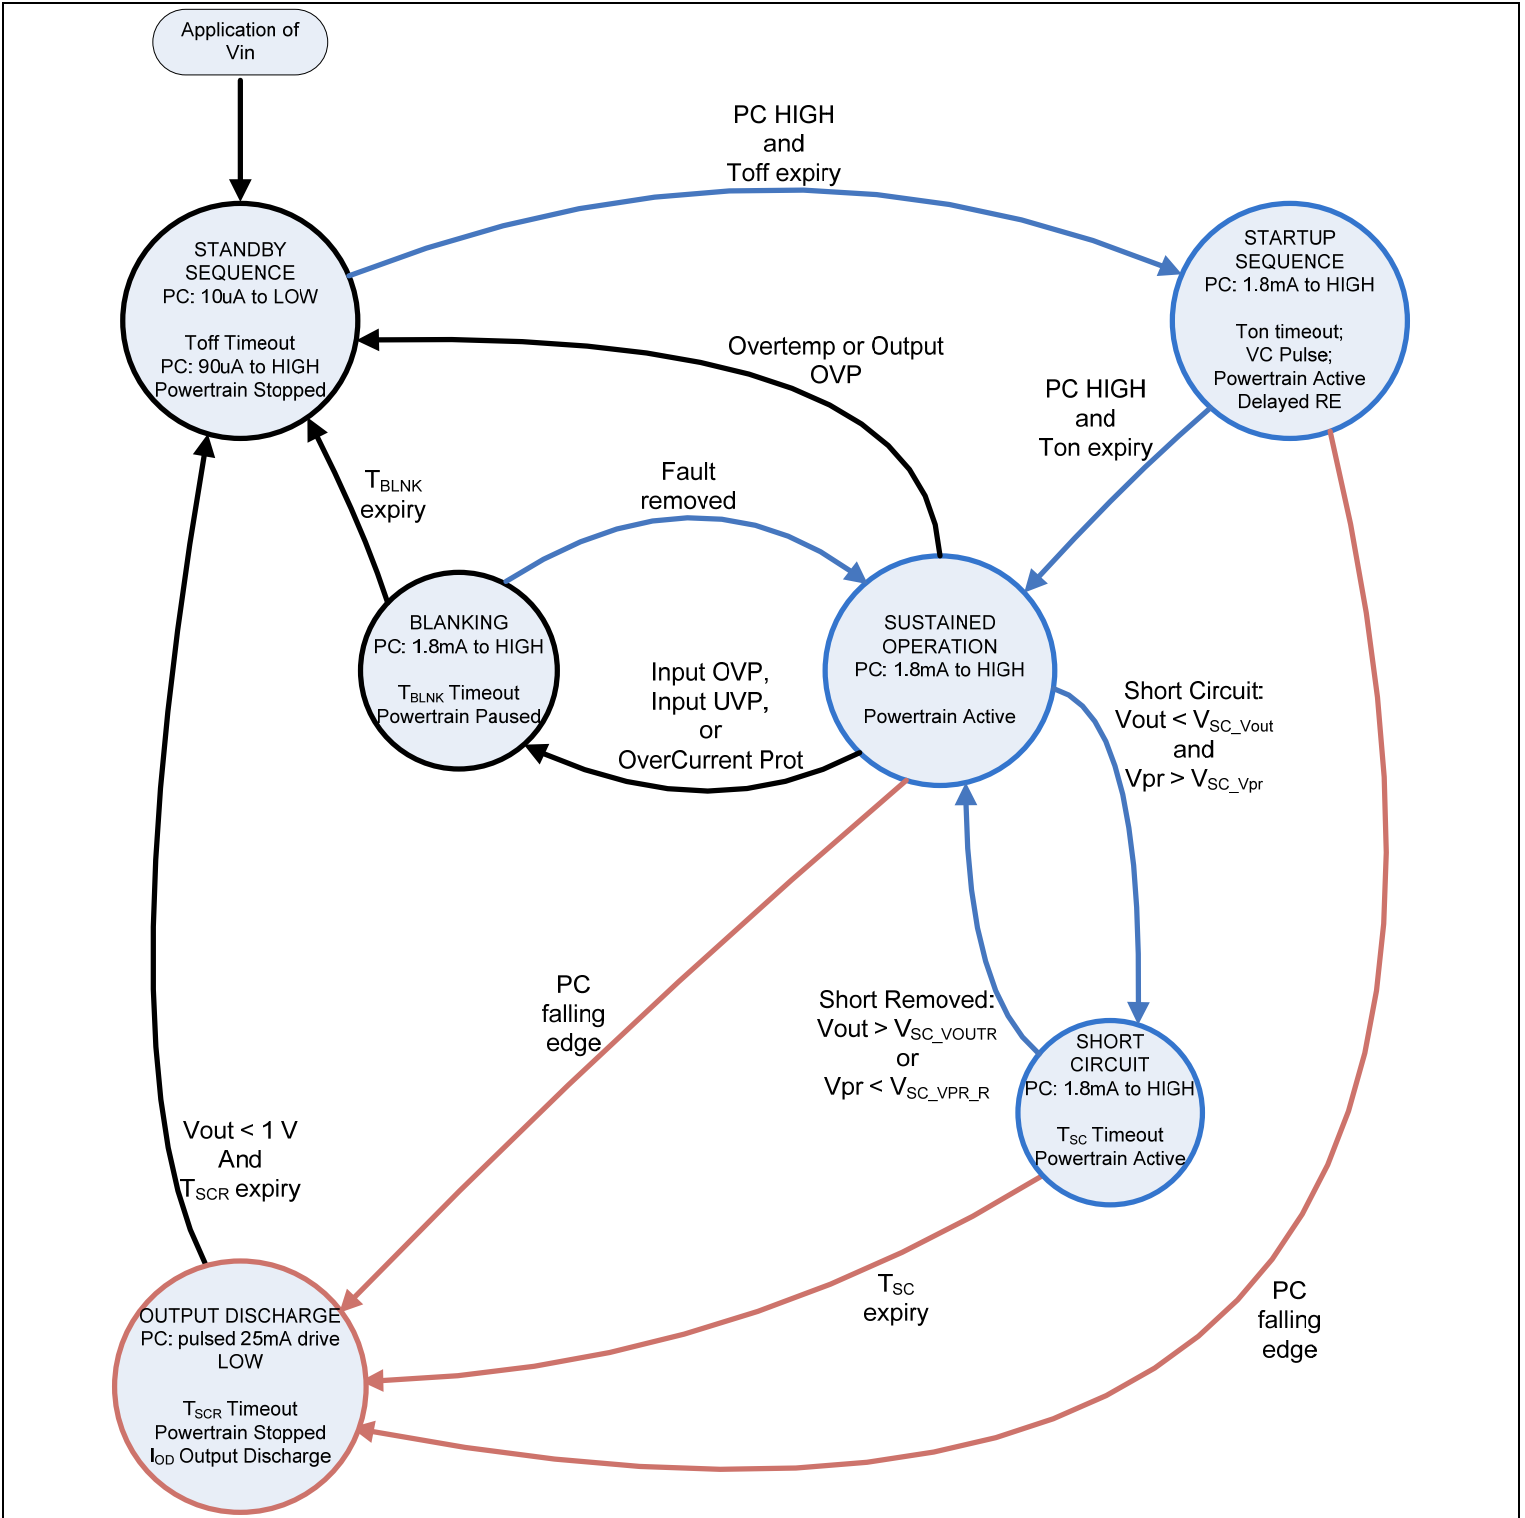 Application of
Vin
PC HIGH
and
Toff expiry
STANDBY
SEQUENCE
PC: 10uA to LOW
Toff Timeout
PC: 90uA to HIGH
Powertrain Stopped
STARTUP
SEQUENCE
PC: 1.8mA to HIGH
Ton timeout;
VC Pulse;
Powertrain Active
Delayed RE
Overtemp or Output
OVP
PC HIGH
and
Ton expiry
TBLNK
expiry
Fault
removed
BLANKING
PC: 1.8mA to HIGH
TBLNK Timeout
Powertrain Paused
Input OVP,
Input UVP,
or
OverCurrent Prot
SUSTAINED
OPERATION
PC: 1.8mA to HIGH
Powertrain Active
Short Circuit:
Vout < VSC_Vout
and
Vpr > VSC_Vpr
PC
falling
edge
Short Removed:
Vout > VSC_VOUTR
or
Vpr < VSC_VPR_R
SHORT
CIRCUIT
PC: 1.8mA to HIGH
TSC Timeout
Powertrain Active
Vout < 1 V
And
TSCR expiry
TSC
expiry
PC
falling
edge
OUTPUT DISCHARGE
PC: pulsed 25mA drive
LOW
TSCR Timeout
Powertrain Stopped
IOD Output Discharge